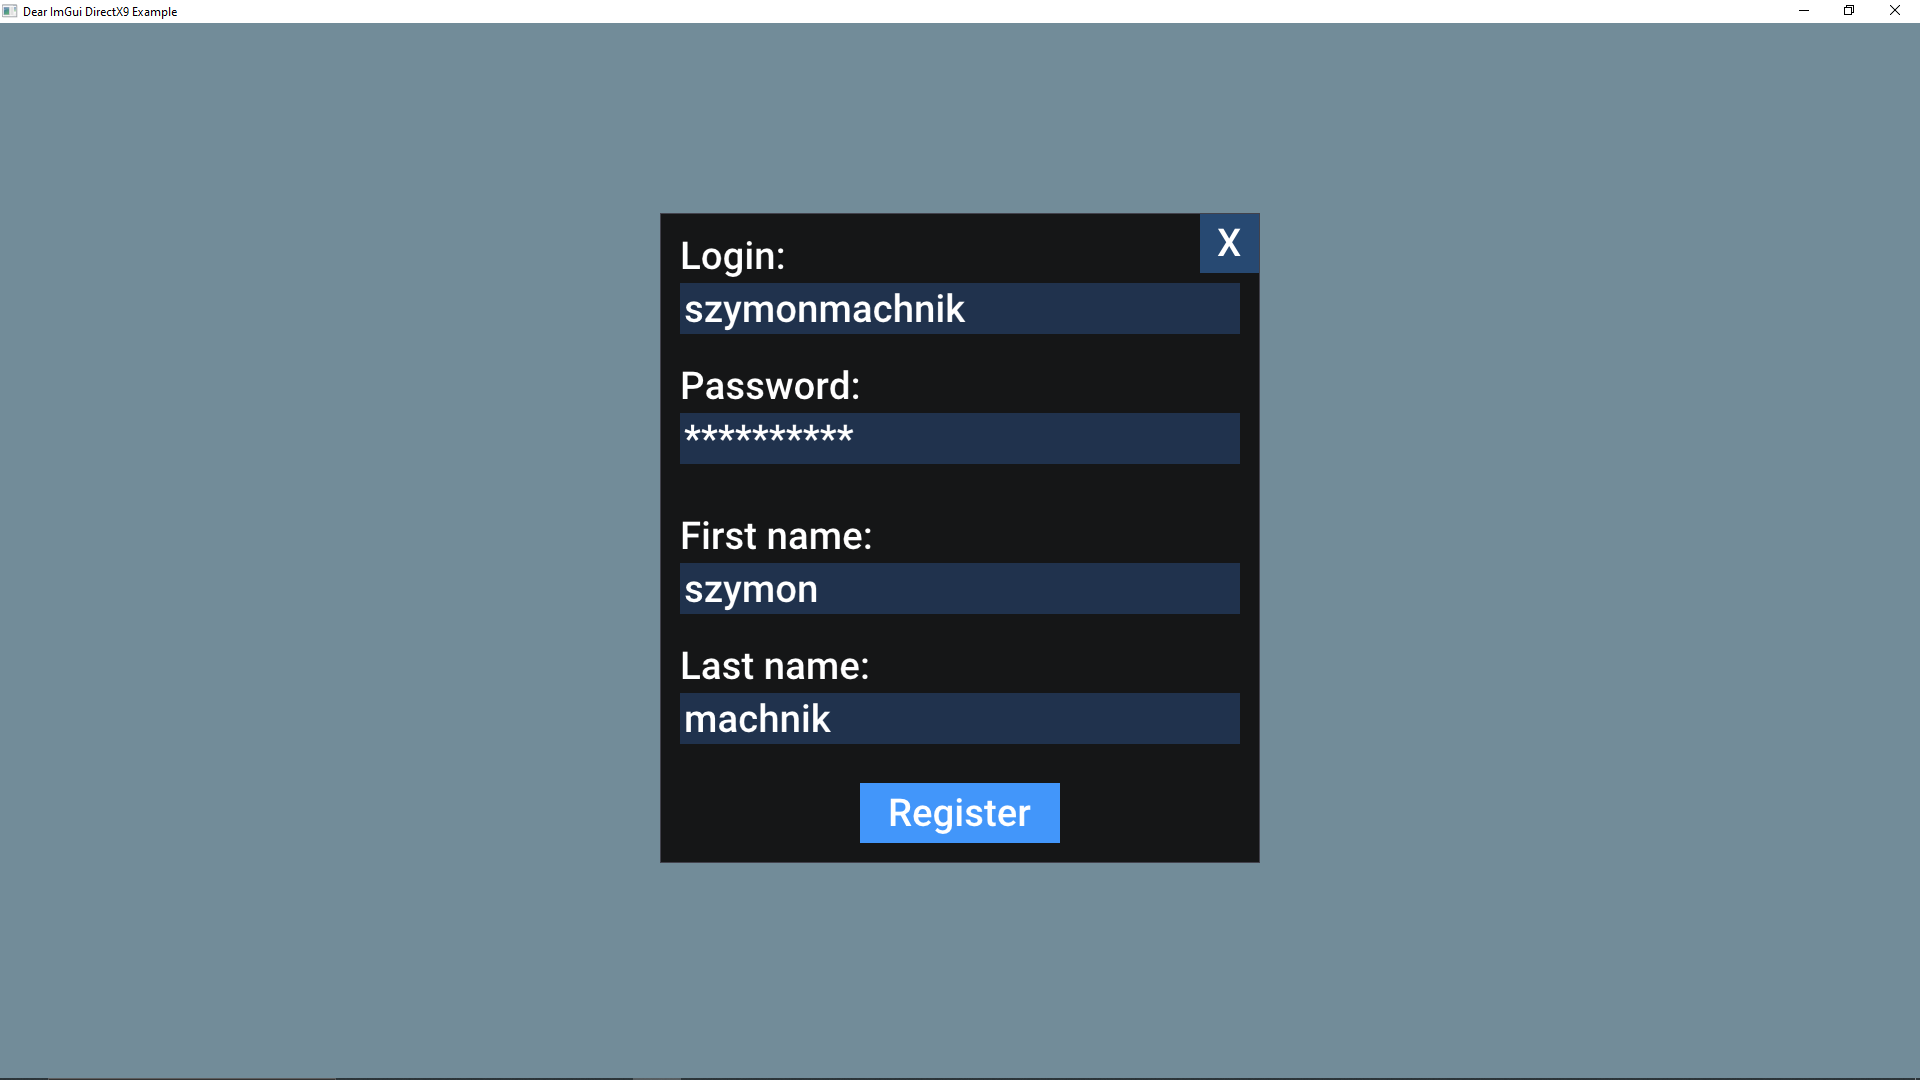 Dear ImGui DirectX9 Example
X
Login:
szymonmachnik
Password:
**********
First name:
szymon
Last name:
machnik
Register